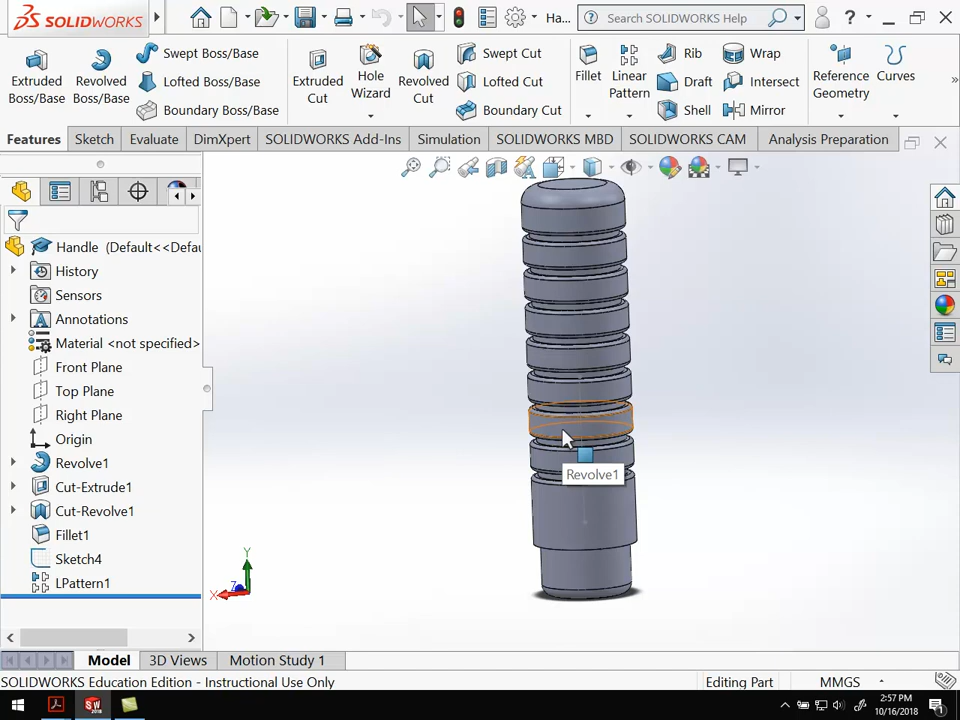 SOLIDWORKS
Ha...
Search SOLIDWORKS Help
Extruded Boss/Base
Revolved Boss/Base
Swept Boss/Base
Lofted Boss/Base
Boundary Boss/Base
Extruded Cut
Hole Wizard
Revolved Cut
Swept Cut
Lofted Cut
Boundary Cut
Fillet
Linear Pattern
Rib
Draft
Shell
Wrap
Intersect
Mirror
Reference Geometry
Curves
Features
Sketch
Evaluate
DimXpert
SOLIDWORKS Add-Ins
Simulation
SOLIDWORKS MBD
SOLIDWORKS CAM
Analysis Preparation
Handle (Default<<Defau
History
Sensors
Annotations
Material <not specified>
Front Plane
Top Plane
Right Plane
Origin
Revolve1
Cut-Extrude1
Cut-Revolve1
Fillet1
Sketch4
LPattern1
Revolve1
Y
Z
X
Model
3D Views
Motion Study 1
SOLIDWORKS Education Edition - Instructional Use Only
Editing Part
MMGS
2:57 PM
10/16/2018